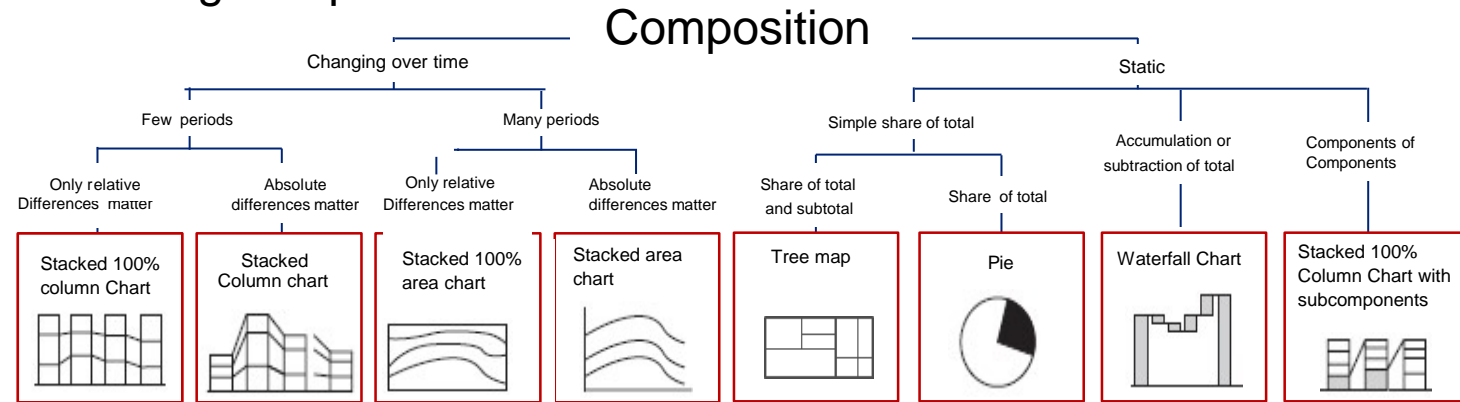 Composition
Changing over time
Static
Few periods
Many periods
Simple share of total
Accumulation or
subtraction of total
Components of
Components
Only relative
Differences matter
Absolute
differences matter
Only relative
Differences matter
Absolute
differences matter
Share of total
and subtotal
Share of total
Stacked 100%
column Chart
Stacked
Column chart
Stacked 100%
area chart
Stacked area
chart
Tree map
Pie
Waterfall Chart
Stacked 100%
Column Chart with
subcomponents